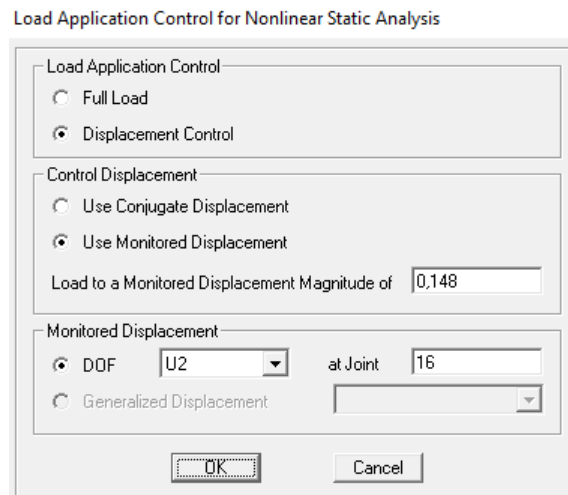 Load Application Control for Nonlinear Static Analysis
Load Application Control
Full Load
Displacement Control
Control Displacement
Use Conjugate Displacement
Use Monitored Displacement
Load to a Monitored Displacement Magnitude of 0,148
Monitored Displacement
DOF U2 at Joint 16
Generalized Displacement
OK Cancel